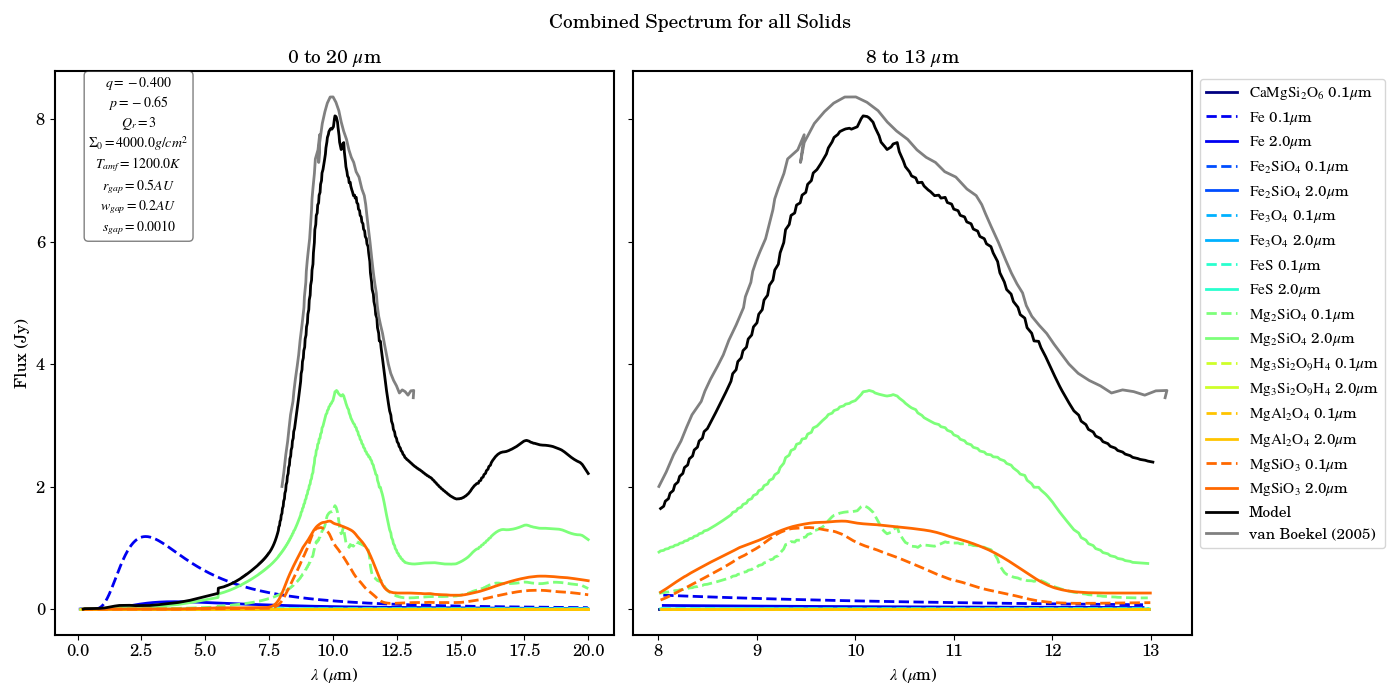 Combined Spectrum for all Solids
0 to 20 μm
8 to 13 μm
q = −0.400
p = −0.65
Qᵣ = 3
Σ₀ = 4000.0g/cm²
T_amf = 1200.0K
r_gap = 0.5AU
w_gap = 0.2AU
s_gap = 0.0010
Flux (Jy)
8
6
4
2
0
0.0 2.5 5.0 7.5 10.0 12.5 15.0 17.5 20.0
λ (μm)
8 9 10 11 12 13
λ (μm)
CaMgSi₂O₆ 0.1μm
Fe 0.1μm
Fe 2.0μm
Fe₂SiO₄ 0.1μm
Fe₂SiO₄ 2.0μm
Fe₃O₄ 0.1μm
Fe₃O₄ 2.0μm
FeS 0.1μm
FeS 2.0μm
Mg₂SiO₄ 0.1μm
Mg₂SiO₄ 2.0μm
Mg₃Si₂O₉H₄ 0.1μm
Mg₃Si₂O₉H₄ 2.0μm
MgAl₂O₄ 0.1μm
MgAl₂O₄ 2.0μm
MgSiO₃ 0.1μm
MgSiO₃ 2.0μm
Model
van Boekel (2005)